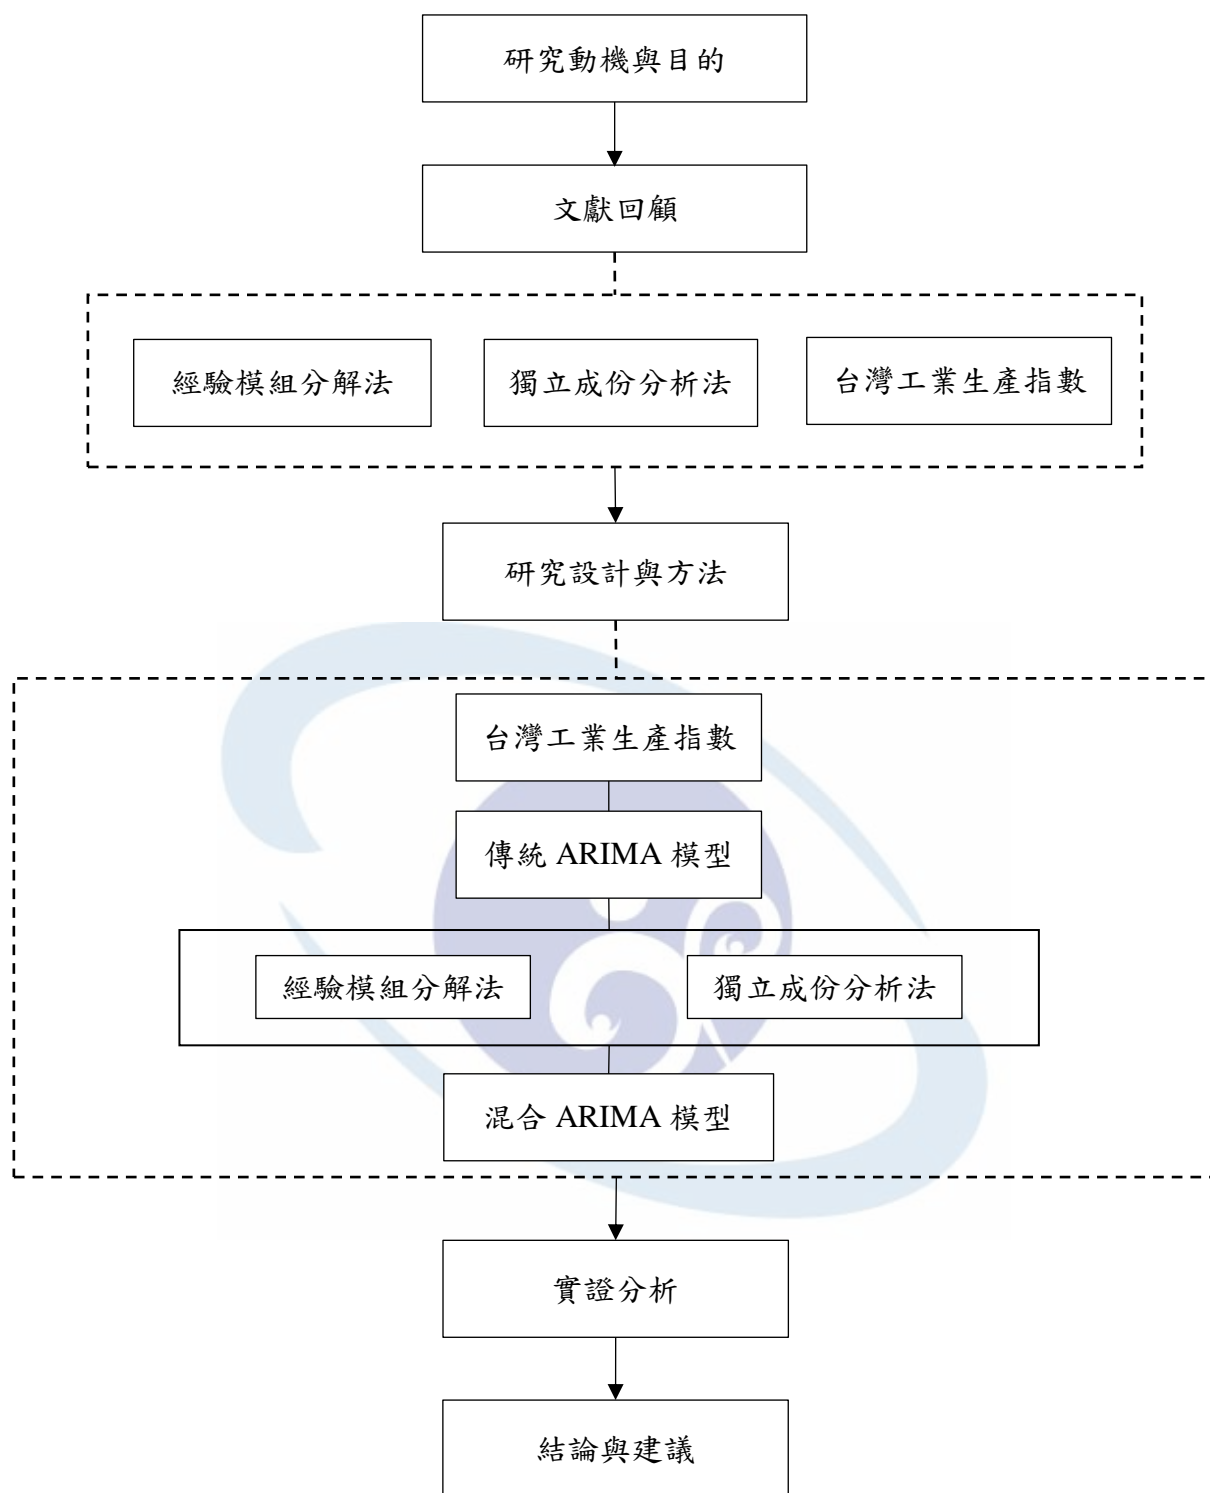 研究動機與目的
文獻回顧
經驗模組分解法
獨立成份分析法
台灣工業生產指數
研究設計與方法
台灣工業生產指數
傳統 ARIMA 模型
經驗模組分解法
獨立成份分析法
混合 ARIMA 模型
實證分析
結論與建議